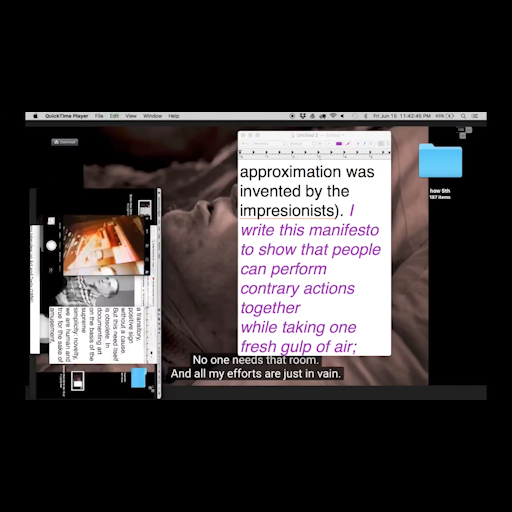 QuickTime Player File Edit View Window Help
Fri Jun 15 11:42:45 PM 45%
Untitled 2
approximation was
invented by the
impresionists). I
write this manifesto
to show that people
can perform
contrary actions
together
while taking one
fresh gulp of air;
how 5th
187 items
a transitory,
positive sign
without a cause.
But this need itself
is obsolete. In
documenting art
on the basis of the
supreme
simplicity: novelty,
we are human and
true for the sake of
amusement,
No one needs that room.
And all my efforts are just in vain.